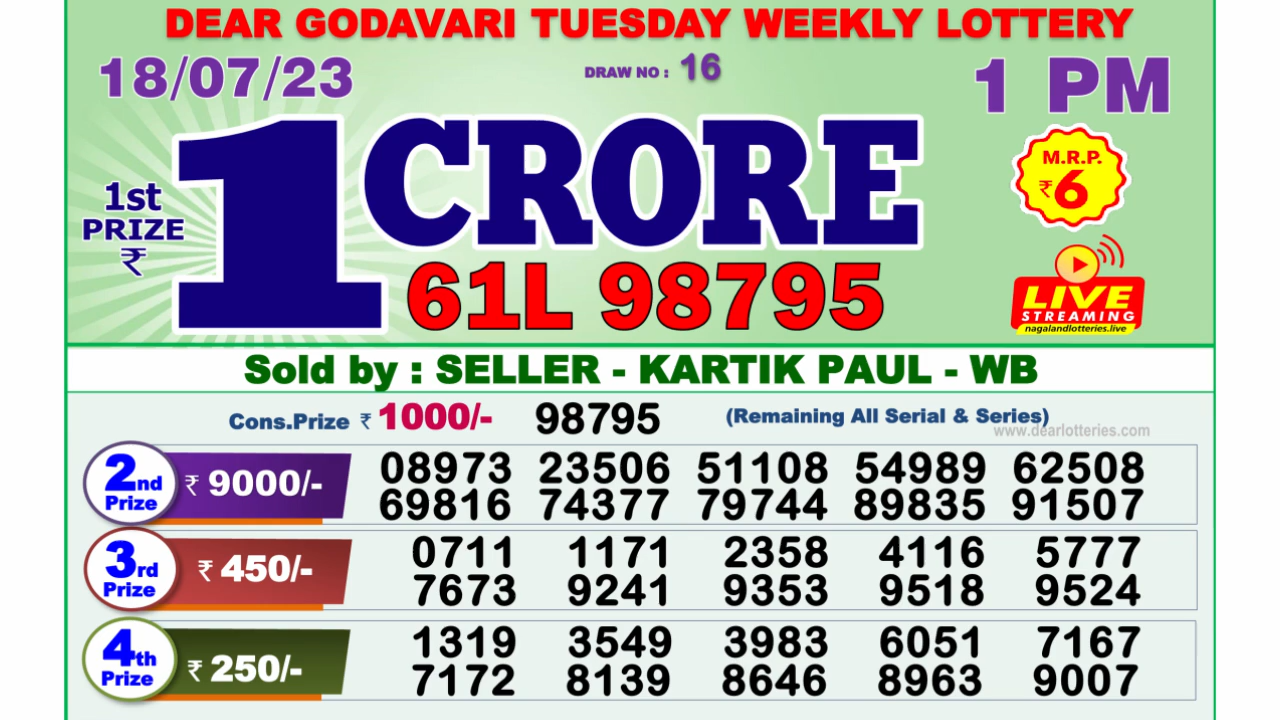 DEAR GODAVARI TUESDAY WEEKLY LOTTERY
18/07/23 DRAW NO : 16 1 PM
1st PRIZE ₹ 1 CRORE
61L 98795
M.R.P.
₹6
LIVE
STREAMING
nagalandlotteries.live
Sold by : SELLER - KARTIK PAUL - WB
Cons.Prize ₹ 1000/- 98795 (Remaining All Serial & Series)
www.dearlotteries.com
2nd Prize ₹ 9000/-
08973 23506 51108 54989 62508
69816 74377 79744 89835 91507
3rd Prize ₹ 450/-
0711 1171 2358 4116 5777
7673 9241 9353 9518 9524
4th Prize ₹ 250/-
1319 3549 3983 6051 7167
7172 8139 8646 8963 9007